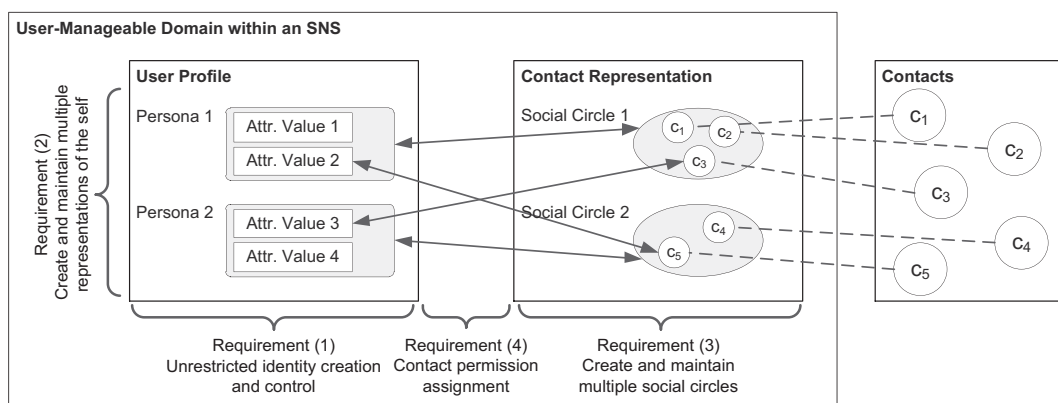 User-Manageable Domain within an SNS
User Profile
Contact Representation
Contacts
Requirement (2)
Create and maintain multiple
representations of the self
Persona 1
Attr. Value 1
Attr. Value 2
Persona 2
Attr. Value 3
Attr. Value 4
Social Circle 1
c1
c2
c3
Social Circle 2
c4
c5
c1
c2
c3
c4
c5
Requirement (1)
Unrestricted identity creation
and control
Requirement (4)
Contact permission
assignment
Requirement (3)
Create and maintain
multiple social circles